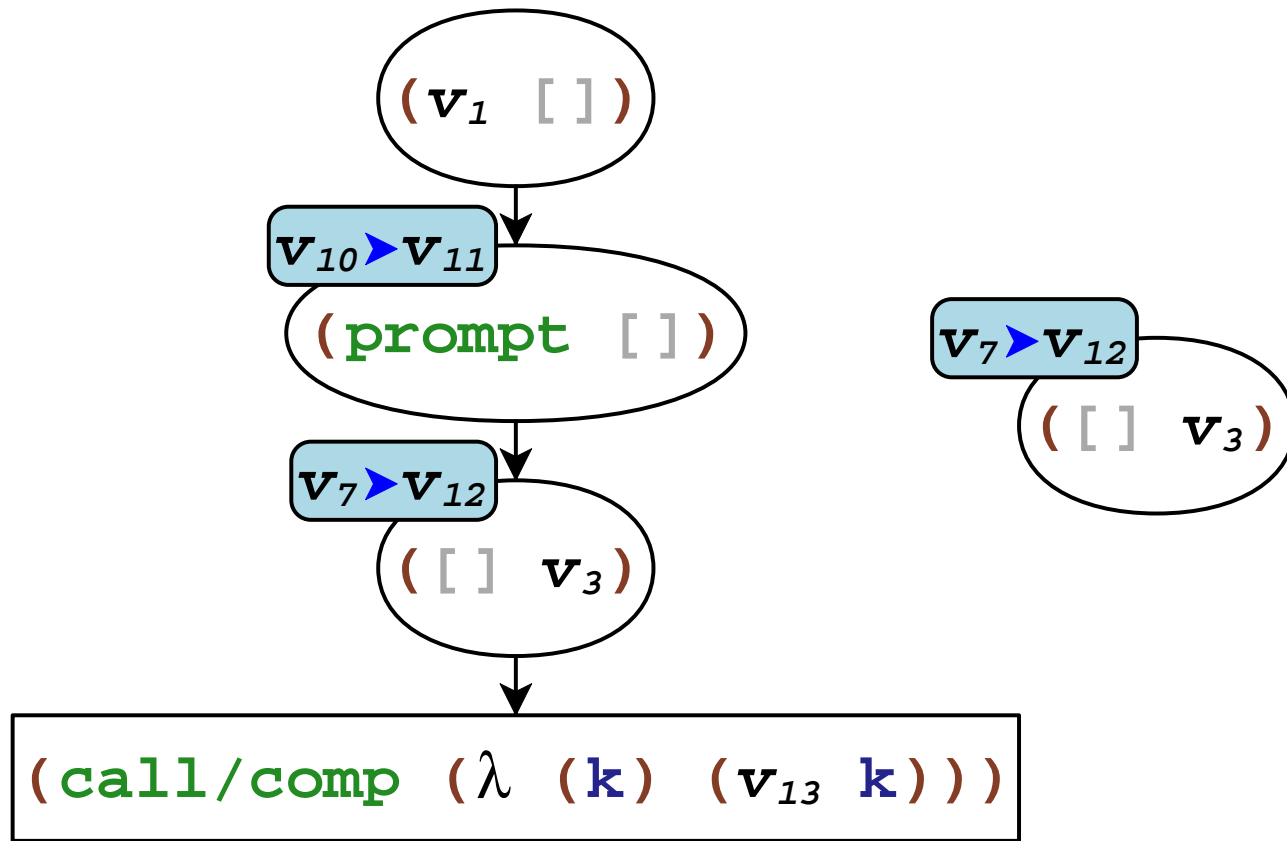 (v₁ [])
v₁₀➤v₁₁
(prompt [])
v₇➤v₁₂
([] v₃)
(call/comp (λ (k) (v₁₃ k)))
v₇➤v₁₂
([] v₃)